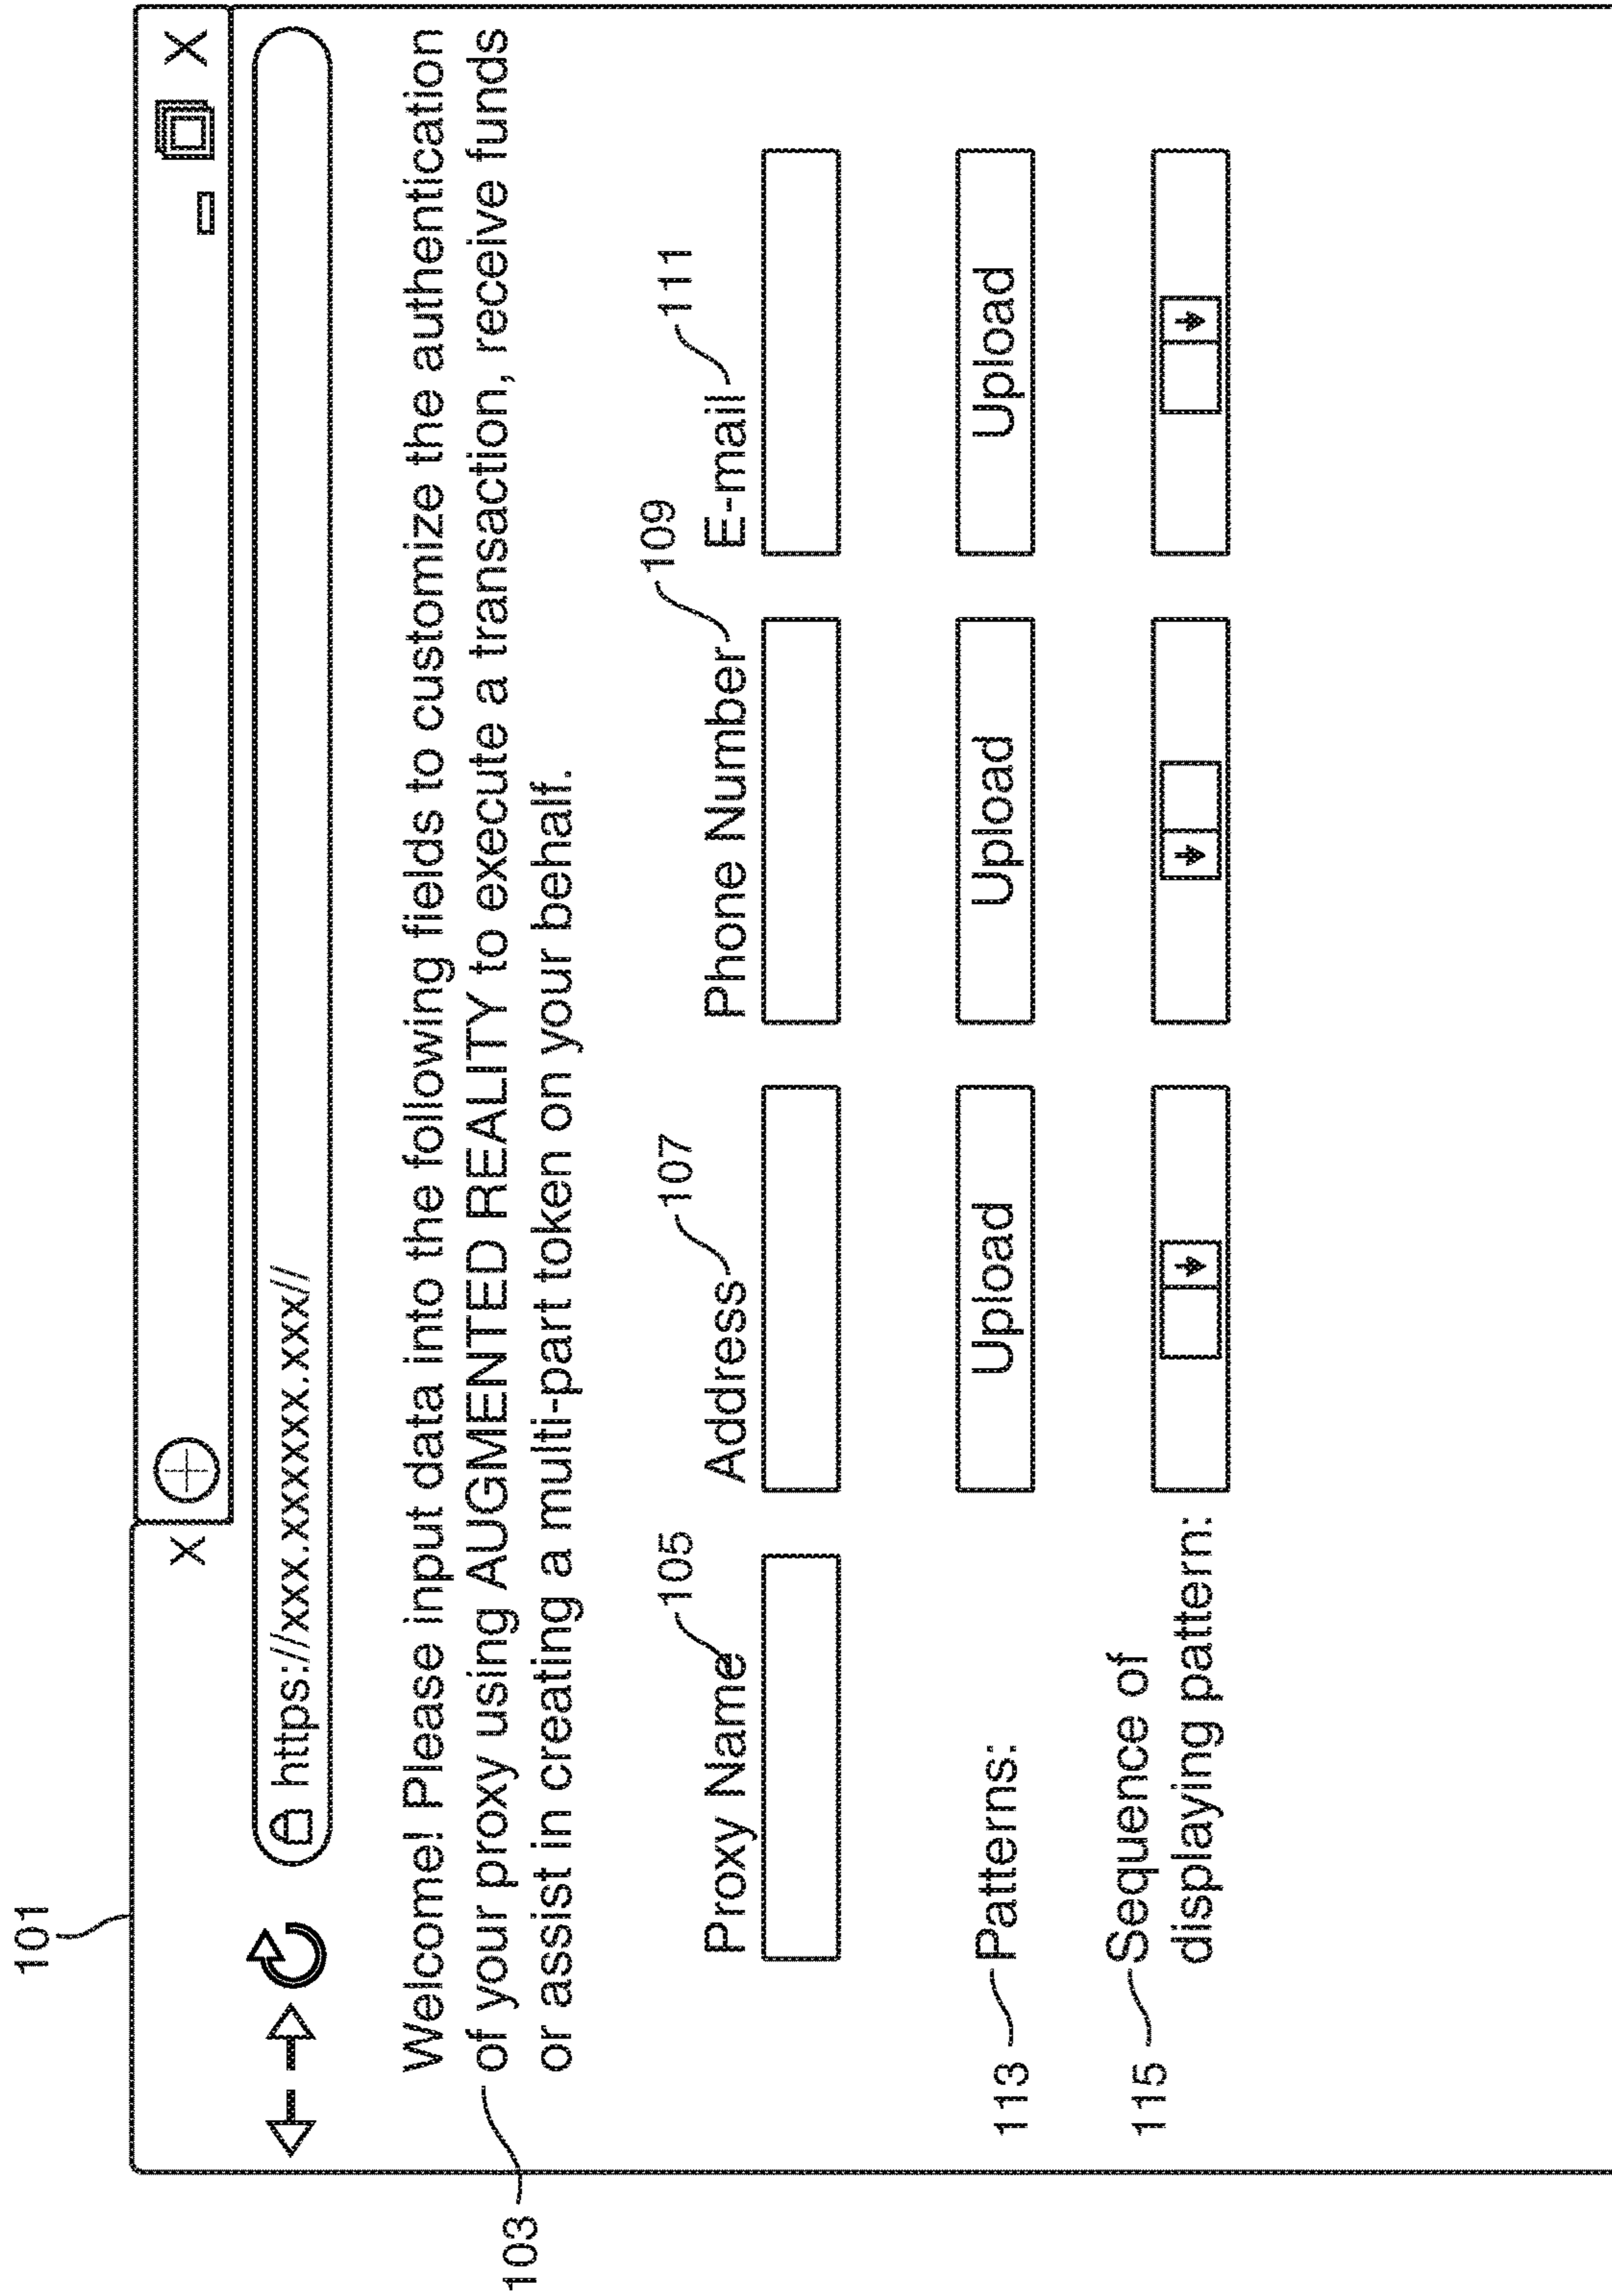 101
X
X
https://xxx.xxxxxx.xxx//
103
Welcome! Please input data into the following fields to customize the authentication
of your proxy using AUGMENTED REALITY to execute a transaction, receive funds
or assist in creating a multi-part token on your behalf.
105 107 109 111
Proxy Name Address Phone Number E-mail
113 Patterns: Upload Upload Upload
115 Sequence of
displaying pattern: